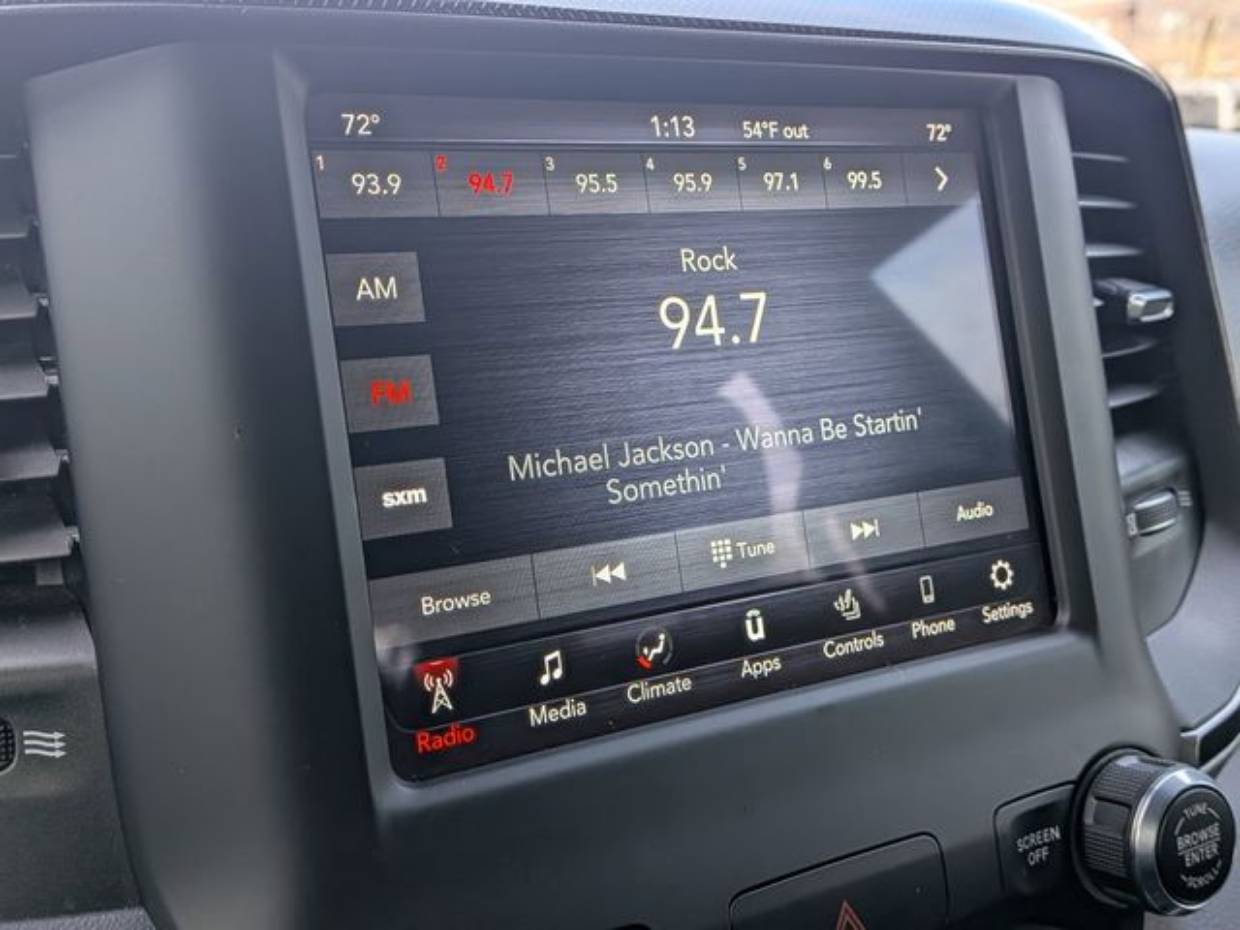 72° 1:13 54°F out 72°
1 93.9 2 94.7 3 95.5 4 95.9 5 97.1 6 99.5
Rock
AM
94.7
FM
Michael Jackson - Wanna Be Startin'
Somethin'
sxm
Browse Tune Audio
Radio Media Climate Apps Controls Phone Settings
SCREEN
OFF
TUNE
BROWSE
ENTER
SCROLL